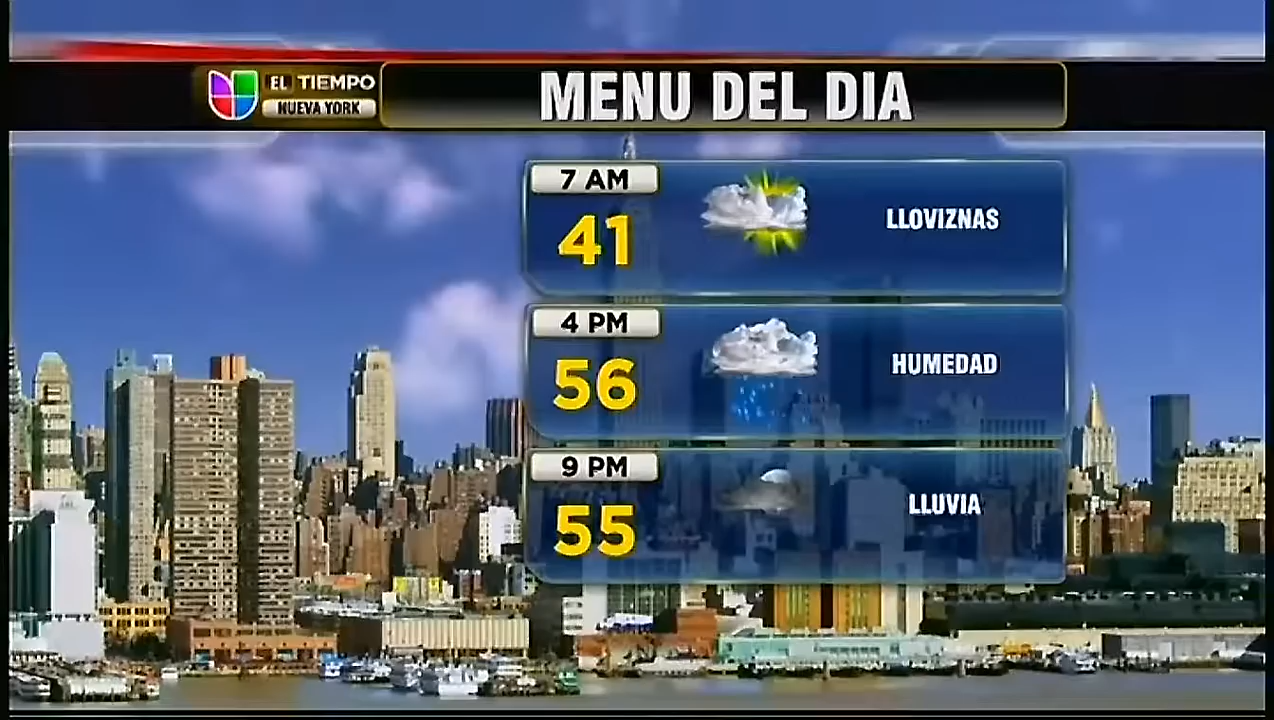 EL TIEMPO
NUEVA YORK
MENU DEL DIA
7 AM
41
LLOVIZNAS
4 PM
56
HUMEDAD
9 PM
55
LLUVIA